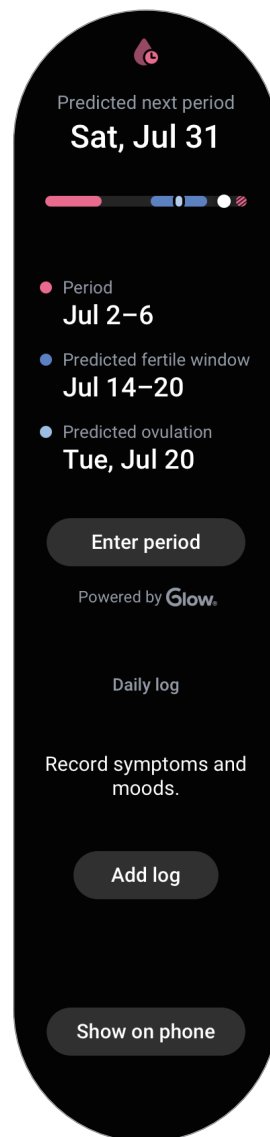 Predicted next period
Sat, Jul 31
Period
Jul 2–6
Predicted fertile window
Jul 14–20
Predicted ovulation
Tue, Jul 20
Enter period
Powered by Glow.
Daily log
Record symptoms and
moods.
Add log
Show on phone